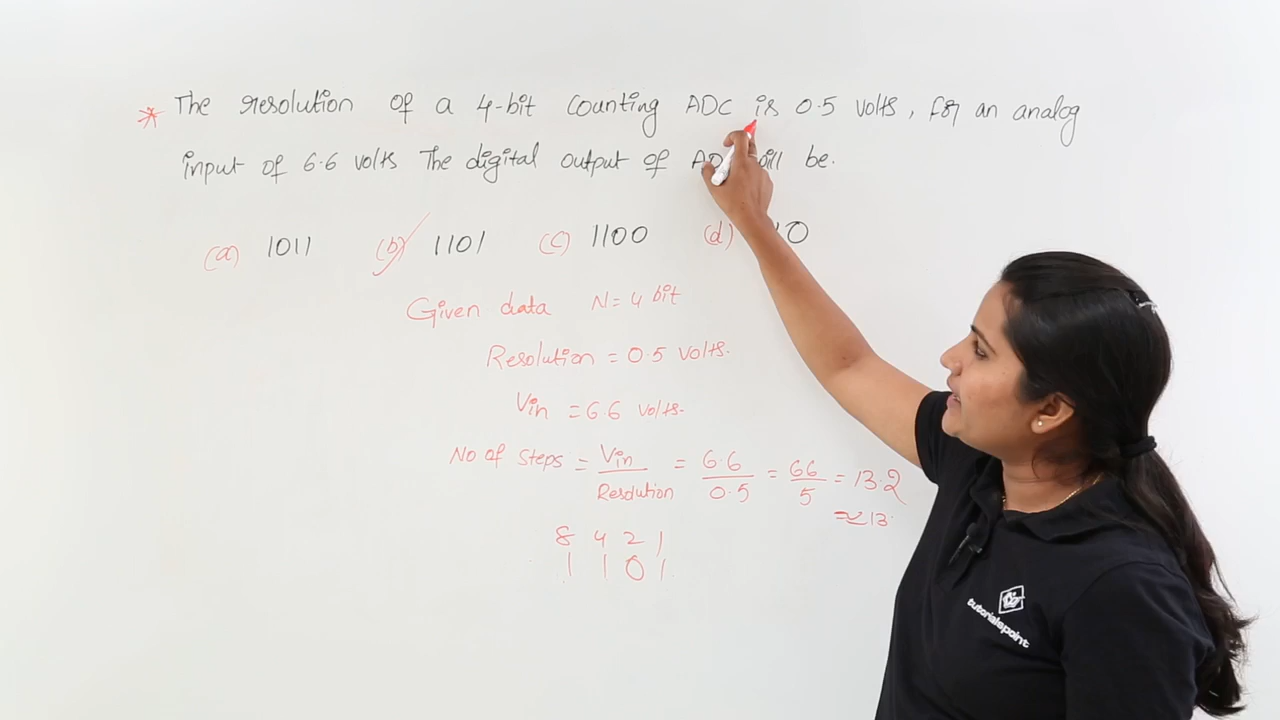 * The resolution of a 4-bit counting ADC is 0.5 volts, for an analog
input of 6.6 volts The digital output of will be.
(a) 1011 (b) 1101 (c) 1100 (d)
Given data N = 4 bit
Resolution = 0.5 volts.
Vin = 6.6 volts.
No of steps = Vin / Resolution = 6.6 / 0.5 = 66 / 5 = 13.2
≃ 13.
8 4 2 1
1 1 0 1
tutorialspoint